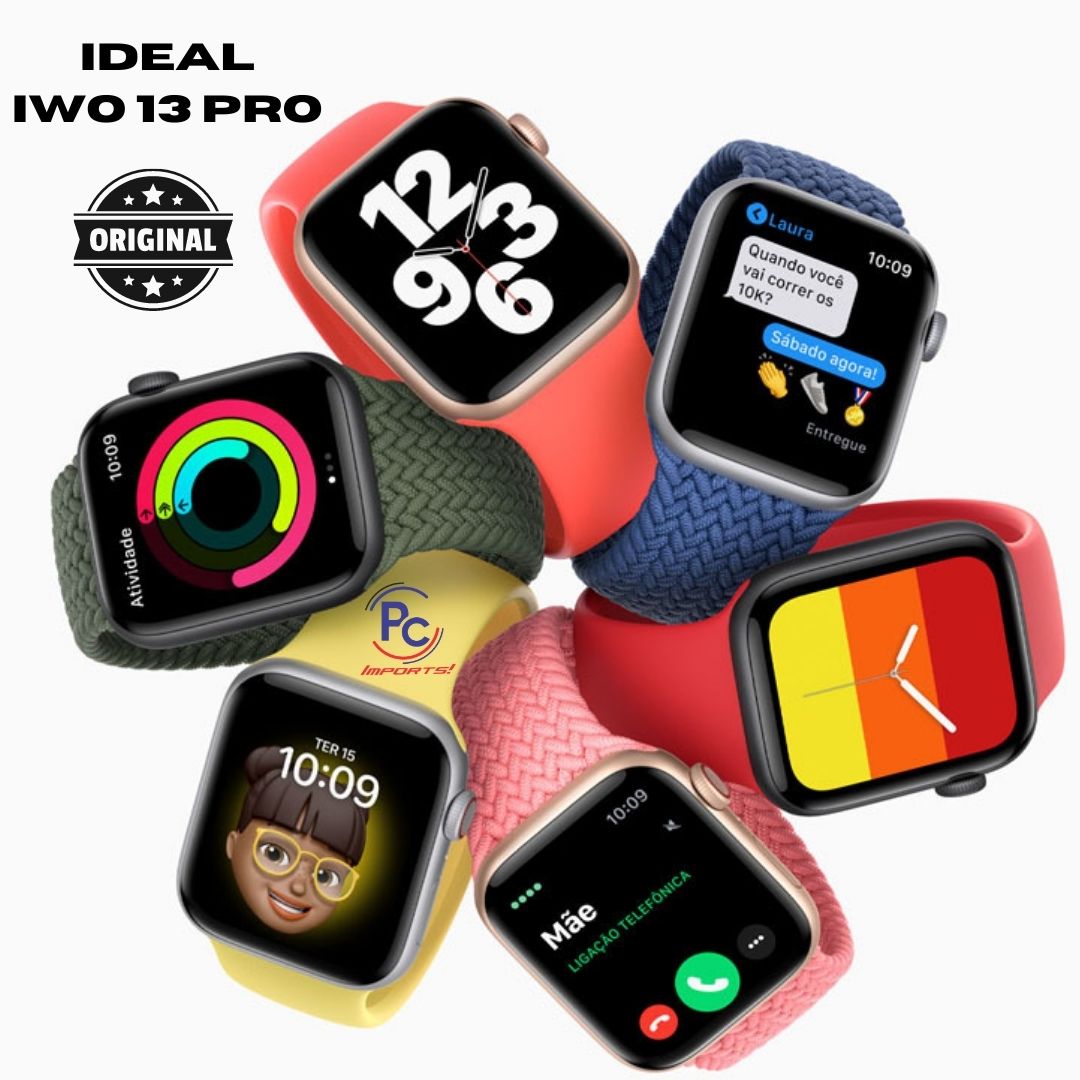 IDEAL
IWO 13 PRO
ORIGINAL
12
3
9
6
Laura
10:09
Quando você
vai correr os
10K?
Sábado agora!
Entregue
10:09
Atividade
PC
IMPORTS!
TER 15
10:09
10:09
Mãe
LIGAÇÃO TELEFÔNICA